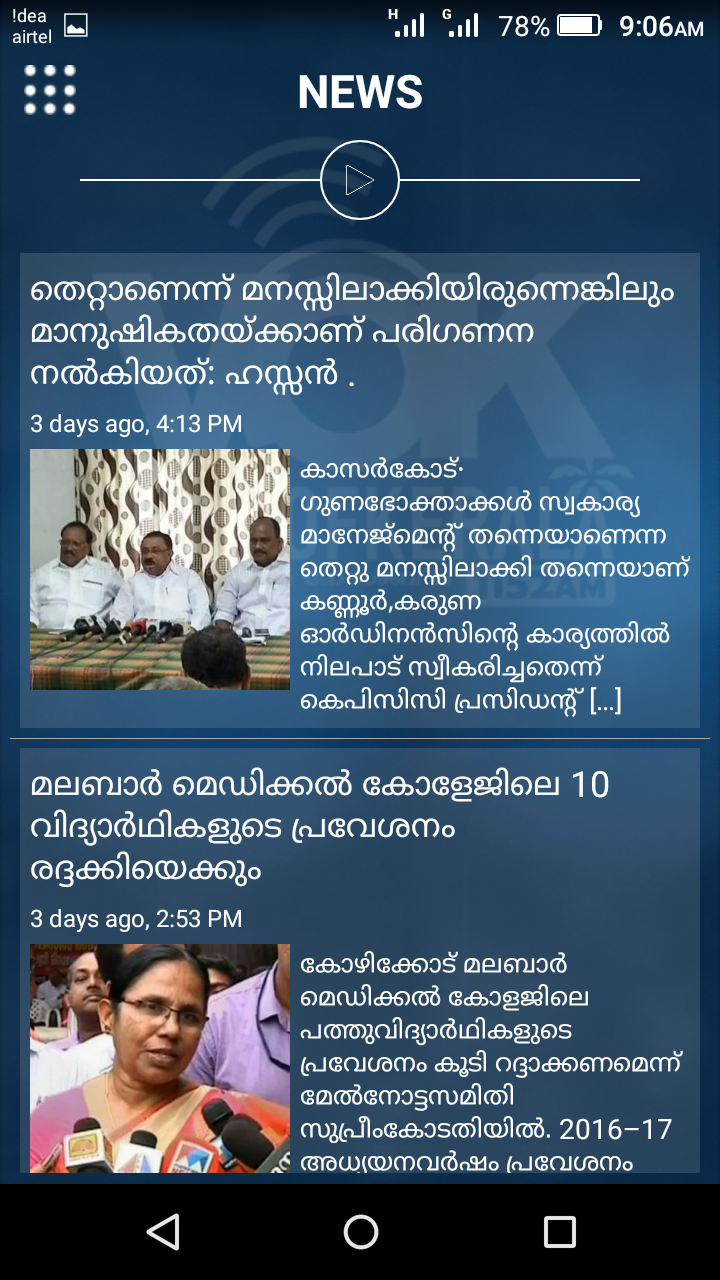 !dea
airtel
H
G
78%
9:06AM
NEWS
VOK
KERALA
1152AM
തെറ്റാണെന്ന് മനസ്സിലാക്കിയിരുന്നെങ്കിലും
മാനുഷികതയ്ക്കാണ് പരിഗണന
നൽകിയത്: ഹസ്സൻ .
3 days ago, 4:13 PM
കാസർകോട്∙
ഗുണഭോക്താക്കൾ സ്വകാര്യ
മാനേജ്മെന്റ് തന്നെയാണെന്ന
തെറ്റു മനസ്സിലാക്കി തന്നെയാണ്
കണ്ണൂർ,കരുണ
ഓർഡിനൻസിന്റെ കാര്യത്തിൽ
നിലപാട് സ്വീകരിച്ചതെന്ന്
കെപിസിസി പ്രസിഡന്റ് [...]
മലബാർ മെഡിക്കൽ കോളേജിലെ 10
വിദ്യാർഥികളുടെ പ്രവേശനം
രദ്ദക്കിയെക്കും
3 days ago, 2:53 PM
കോഴിക്കോട് മലബാർ
മെഡിക്കൽ കോളജിലെ
പത്തുവിദ്യാർഥികളുടെ
പ്രവേശനം കൂടി റദ്ദാക്കണമെന്ന്
മേൽനോട്ടസമിതി
സുപ്രീംകോടതിയിൽ. 2016–17
അധ്യയനവർഷം പ്രവേശനം